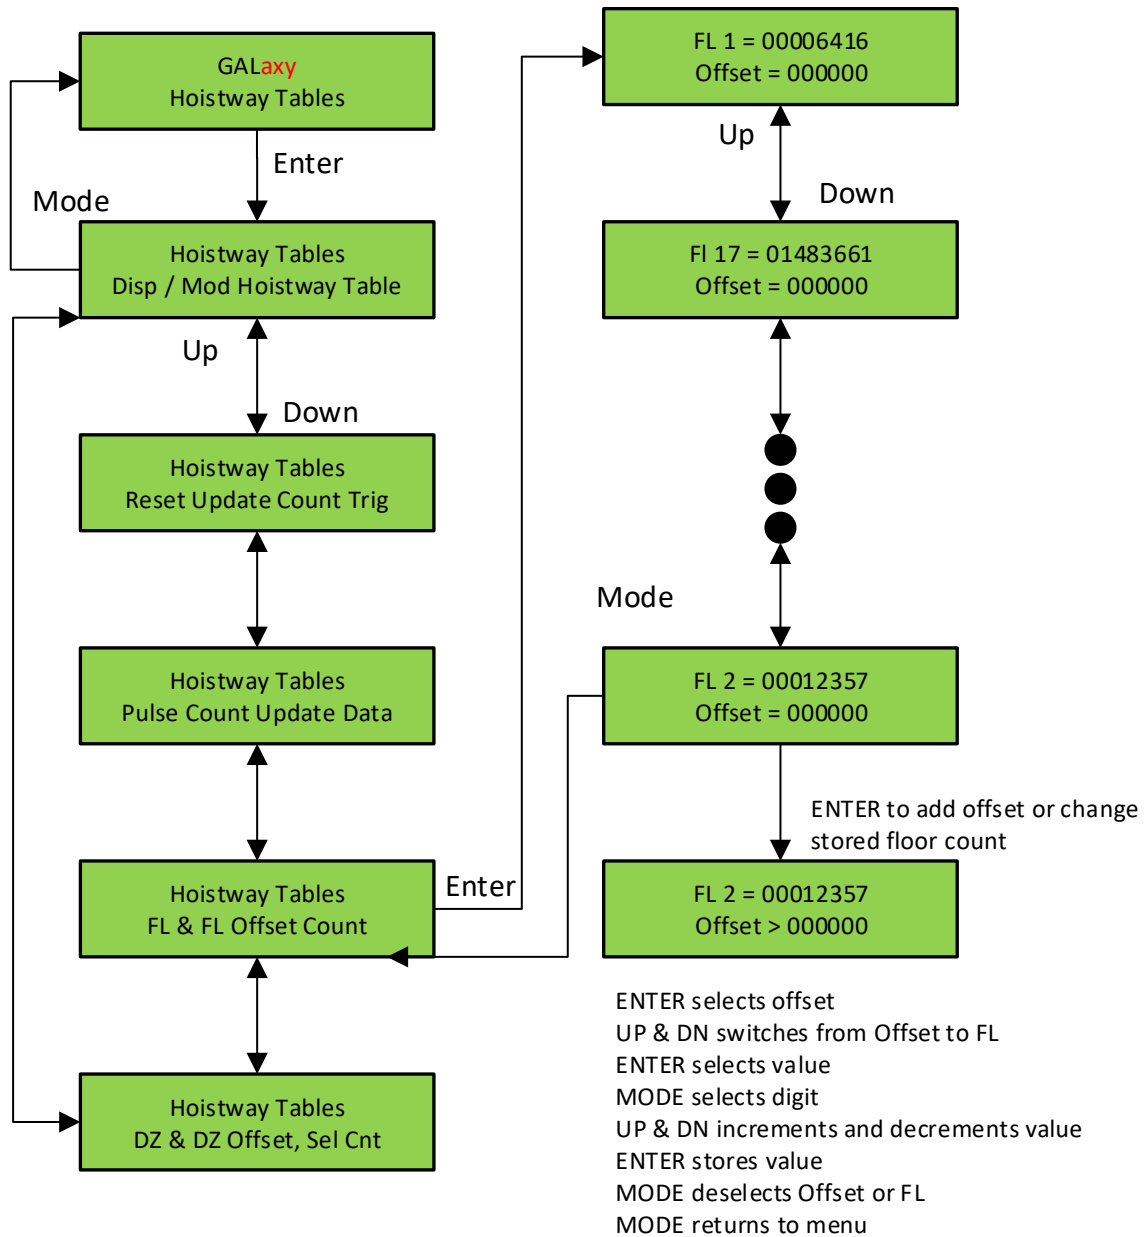 GALaxy
Hoistway Tables
Enter
Mode
Hoistway Tables
Disp / Mod Hoistway Table
Up
Down
Hoistway Tables
Reset Update Count Trig
Hoistway Tables
Pulse Count Update Data
Hoistway Tables
FL & FL Offset Count
Enter
Hoistway Tables
DZ & DZ Offset, Sel Cnt
FL 1 = 00006416
Offset = 000000
Up
Down
Fl 17 = 01483661
Offset = 000000
Mode
FL 2 = 00012357
Offset = 000000
ENTER to add offset or change
stored floor count
FL 2 = 00012357
Offset > 000000
ENTER selects offset
UP & DN switches from Offset to FL
ENTER selects value
MODE selects digit
UP & DN increments and decrements value
ENTER stores value
MODE deselects Offset or FL
MODE returns to menu